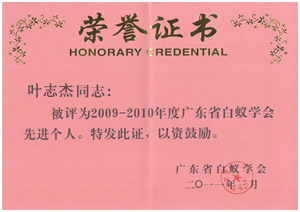 荣誉证书
HONORARY CREDENTIAL
叶志杰同志：
被评为2009-2010年度广东省白蚁学会
先进个人。特发此证，以资鼓励。
广东省白蚁学会
二〇一一年三月